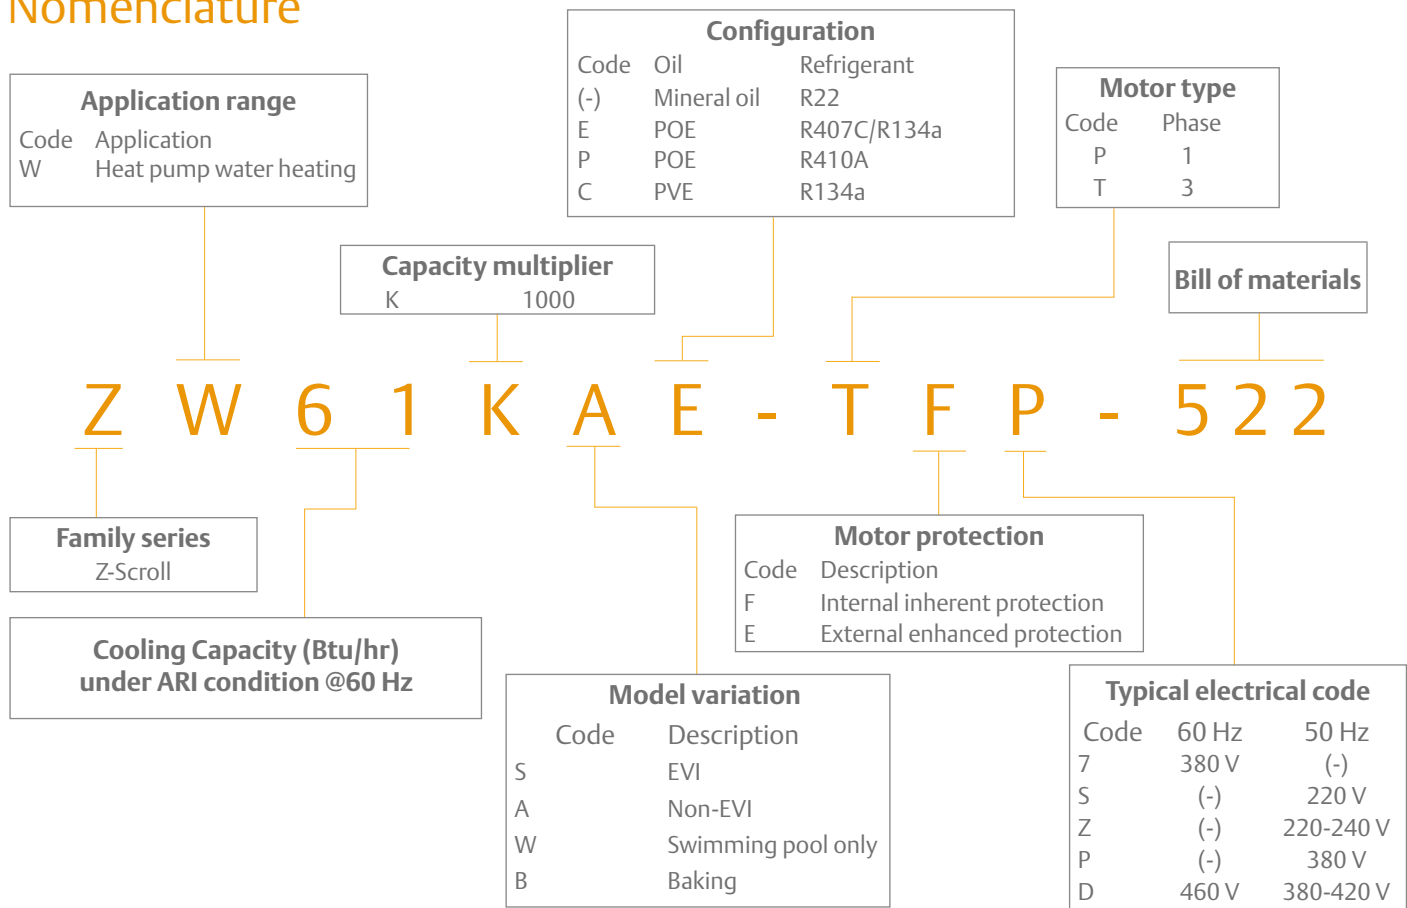 Nomenclature
Configuration
Code Oil Refrigerant
(-) Mineral oil R22
E POE R407C/R134a
P POE R410A
C PVE R134a
Application range
Code Application
W Heat pump water heating
Motor type
Code Phase
P 1
T 3
Capacity multiplier
K 1000
Bill of materials
Z W 6 1 K A E - T F P - 5 2 2
Family series
Z-Scroll
Cooling Capacity (Btu/hr)
under ARI condition @60 Hz
Motor protection
Code Description
F Internal inherent protection
E External enhanced protection
Model variation
Code Description
S EVI
A Non-EVI
W Swimming pool only
B Baking
Typical electrical code
Code 60 Hz 50 Hz
7 380 V (-)
S (-) 220 V
Z (-) 220-240 V
P (-) 380 V
D 460 V 380-420 V